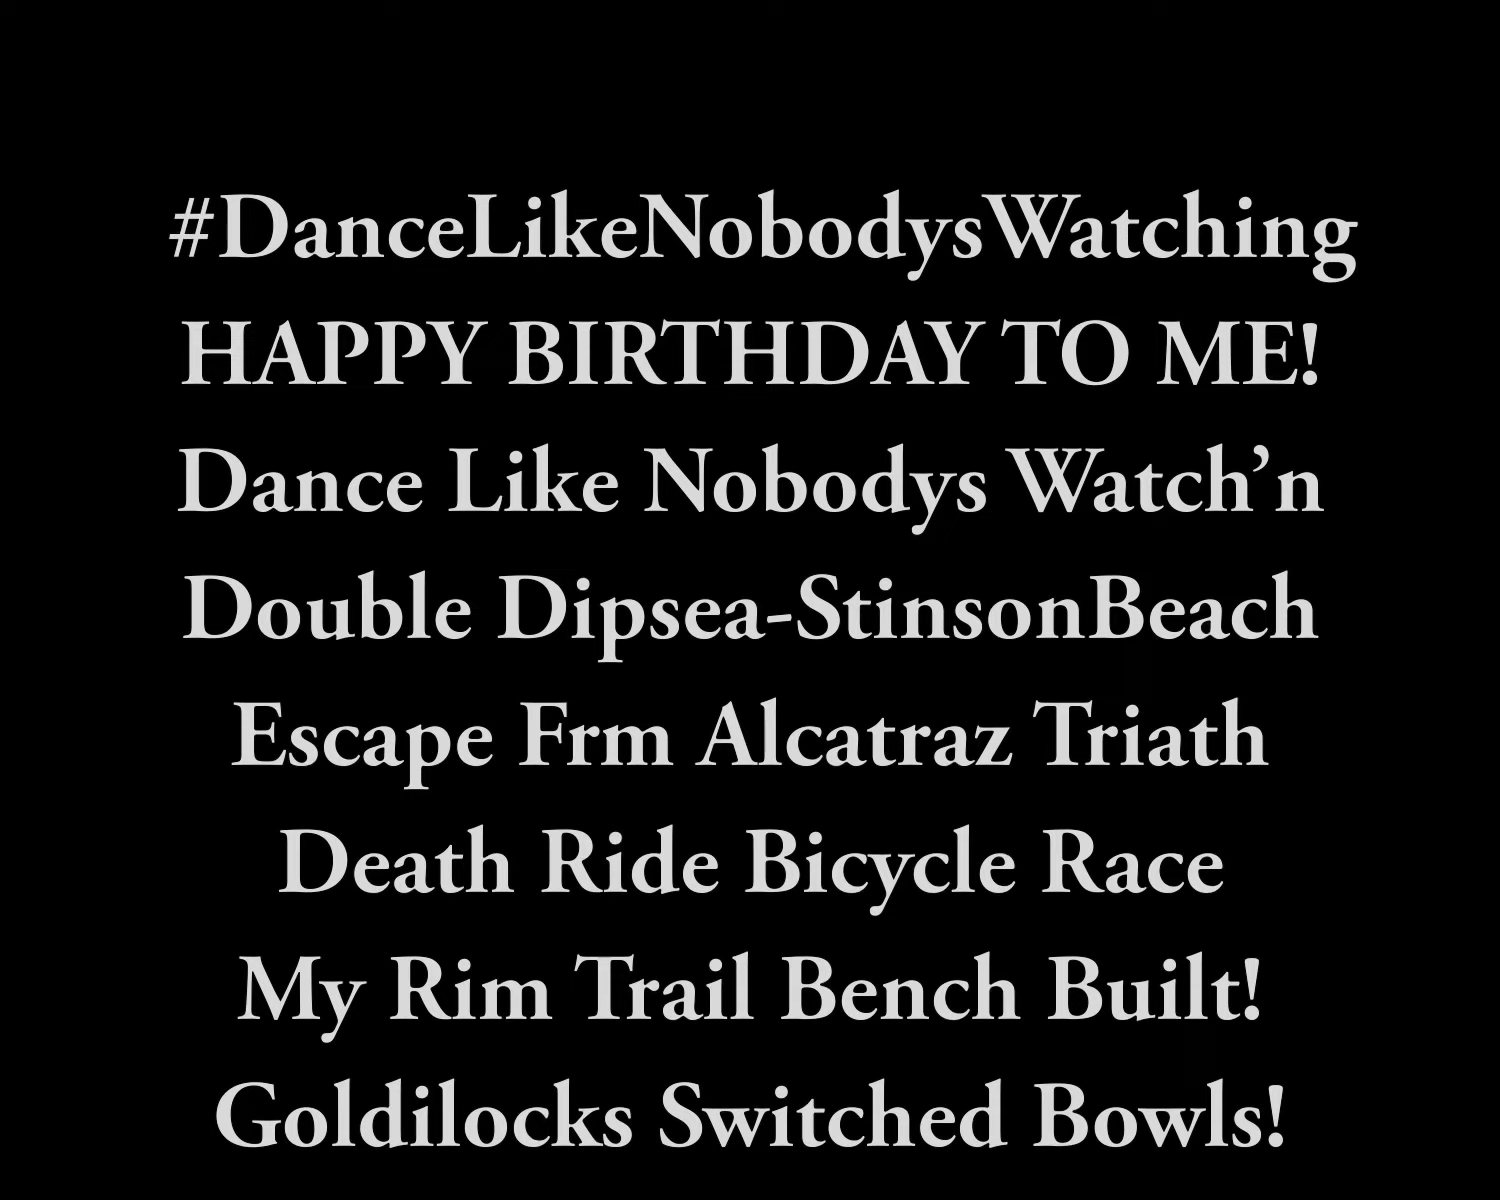 #DanceLikeNobodysWatching
HAPPY BIRTHDAY TO ME!
Dance Like Nobodys Watch’n
Double Dipsea-StinsonBeach
Escape Frm Alcatraz Triath
Death Ride Bicycle Race
My Rim Trail Bench Built!
Goldilocks Switched Bowls!